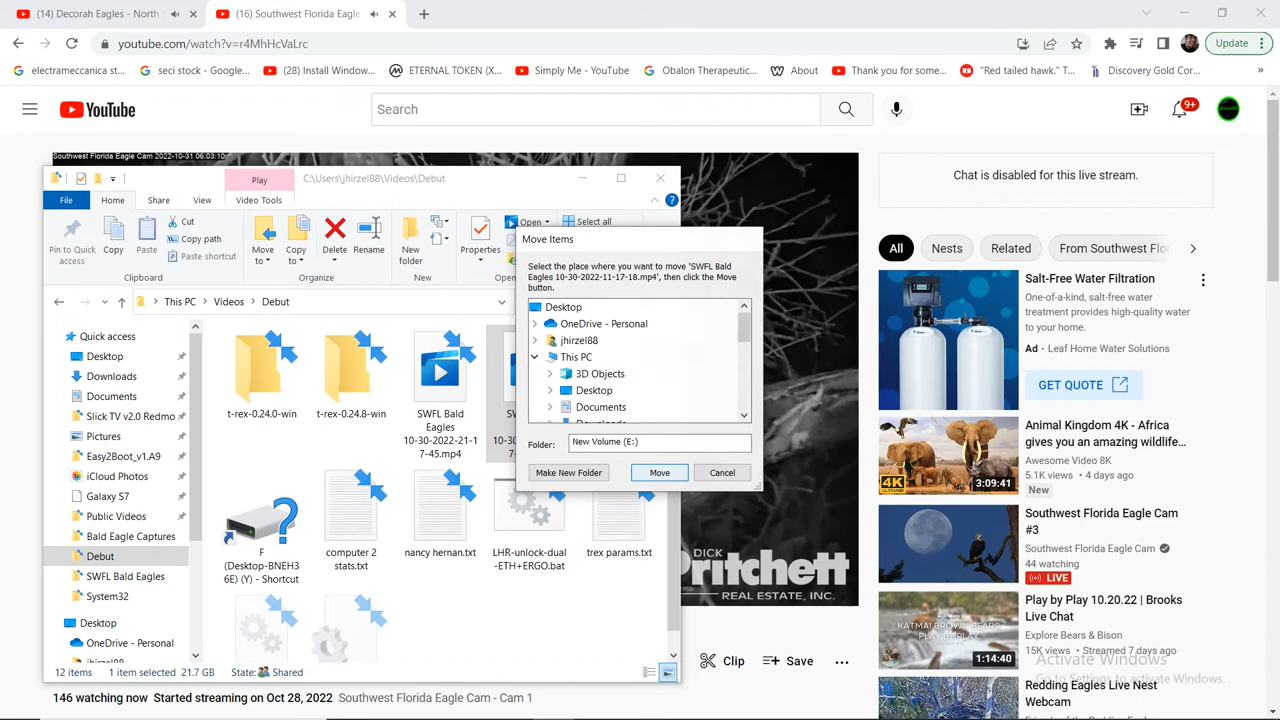 (14) Decorah Eagles - North
(16) Southwest Florida Eagle
youtube.com/watch?v=r4MhHcVaLrc
Update
electrameccanica st...
seci stock - Google...
(28) Install Window...
ETERNAL TOKEN (X...
Simply Me - YouTube
Obalon Therapeutic...
About
Thank you for some...
"Red tailed hawk." T...
Discovery Gold Cor...
»
YouTube
Search
9+
Southwest Florida Eagle Cam 2022-10-31 06:03:10
Play
C:\Users\jhirzel88\Videos\Debut
File
Home
Share
View
Video Tools
Pin to Quick access
Copy
Paste
Cut
Copy path
Paste shortcut
Move to
Copy to
Delete
Rename
New folder
Properties
Open
Select all
Clipboard
Organize
New
This PC
Videos
Debut
Quick access
Desktop
Downloads
Documents
Slick TV v2.0 Redmo
Pictures
Easy2Boot_v1.A9
iCloud Photos
Galaxy S7
Public Videos
Bald Eagle Captures
Debut
SWFL Bald Eagles
System32
Desktop
OneDrive - Personal
t-rex-0.24.0-win
t-rex-0.24.8-win
SWFL Bald
Eagles
10-30-2022-21-1
7-45.mp4
F
(Desktop-BNEH3
6E) (Y) - Shortcut
computer 2
stats.txt
nancy hernan.txt
LHR-unlock-dual
-ETH+ERGO.bat
trex params.txt
12 items
1 item selected
21.7 GB
State:
Shared
Move Items
Select the place where you want to move 'SWFL Bald
Eagles 10-30-2022-11-17-18.mp4', then click the Move
button.
Desktop
OneDrive - Personal
jhirzel88
This PC
3D Objects
Desktop
Documents
Folder:
New Volume (E:)
Make New Folder
Move
Cancel
DICK
Pritchett
REAL ESTATE, INC.
Clip
Save
146 watching now
Started streaming on Oct 28, 2022
Southwest Florida Eagle Cam - Cam 1
Chat is disabled for this live stream.
All
Nests
Related
From Southwest Flor
Salt-Free Water Filtration
One-of-a-kind, salt-free water
treatment provides high-quality water
to your home.
Ad
Leaf Home Water Solutions
GET QUOTE
Animal Kingdom 4K - Africa
gives you an amazing wildlife...
Awesome Video 8K
5.1K views • 4 days ago
New
4K
3:09:41
Southwest Florida Eagle Cam
#3
Southwest Florida Eagle Cam
44 watching
LIVE
Play by Play 10.20.22 | Brooks
Live Chat
Explore Bears & Bison
15K views • Streamed 7 days ago
KATMAI BROWN BEARS
PLAY BY PLAY
1:14:40
Activate Windows
Go to Settings to activate Windows.
Redding Eagles Live Nest
Webcam